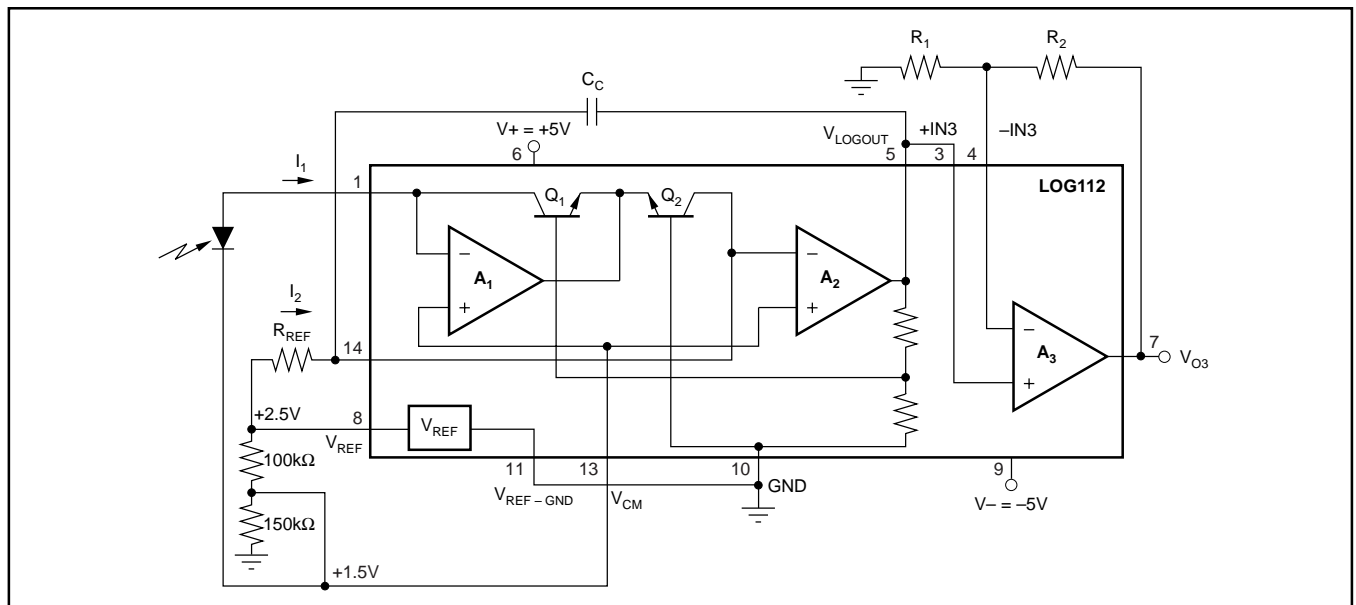 R1
R2
CC
V+ = +5V
6
VLOGOUT
5
+IN3
3
–IN3
4
I1
1
Q1
Q2
LOG112
–
A1
+
–
A2
+
I2
RREF
14
–
A3
+
7
VO3
+2.5V
8
VREF
VREF
100kΩ
11
13
10
9
VREF – GND
VCM
GND
V– = –5V
150kΩ
+1.5V